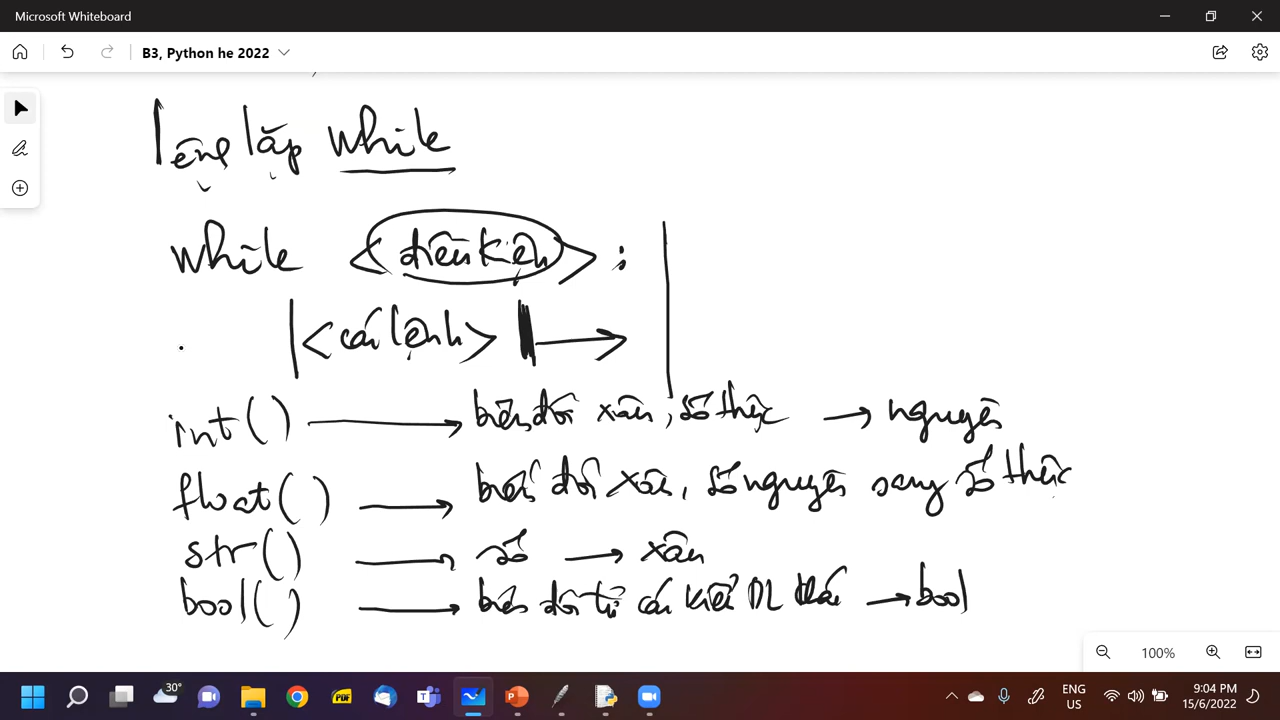 Microsoft Whiteboard
B3, Python he 2022
Lệnh lặp while
while <điều kiện> :
<các lệnh>
int() → biến đổi xâu, số thực → nguyên
float() → biến đổi xâu, số nguyên sang số thực
str() → số → xâu
bool() → biến đổi từ các kiểu DL khác → bool
100%
30°
PDF
ENG
US
9:04 PM
15/6/2022